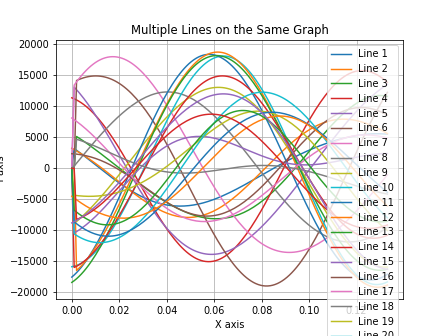 Multiple Lines on the Same Graph
20000
15000
10000
5000
0
−5000
−10000
−15000
−20000
0.00
0.02
0.04
0.06
0.08
0.10
X axis
axis
Line 1
Line 2
Line 3
Line 4
Line 5
Line 6
Line 7
Line 8
Line 9
Line 10
Line 11
Line 12
Line 13
Line 14
Line 15
Line 16
Line 17
Line 18
Line 19
Line 20